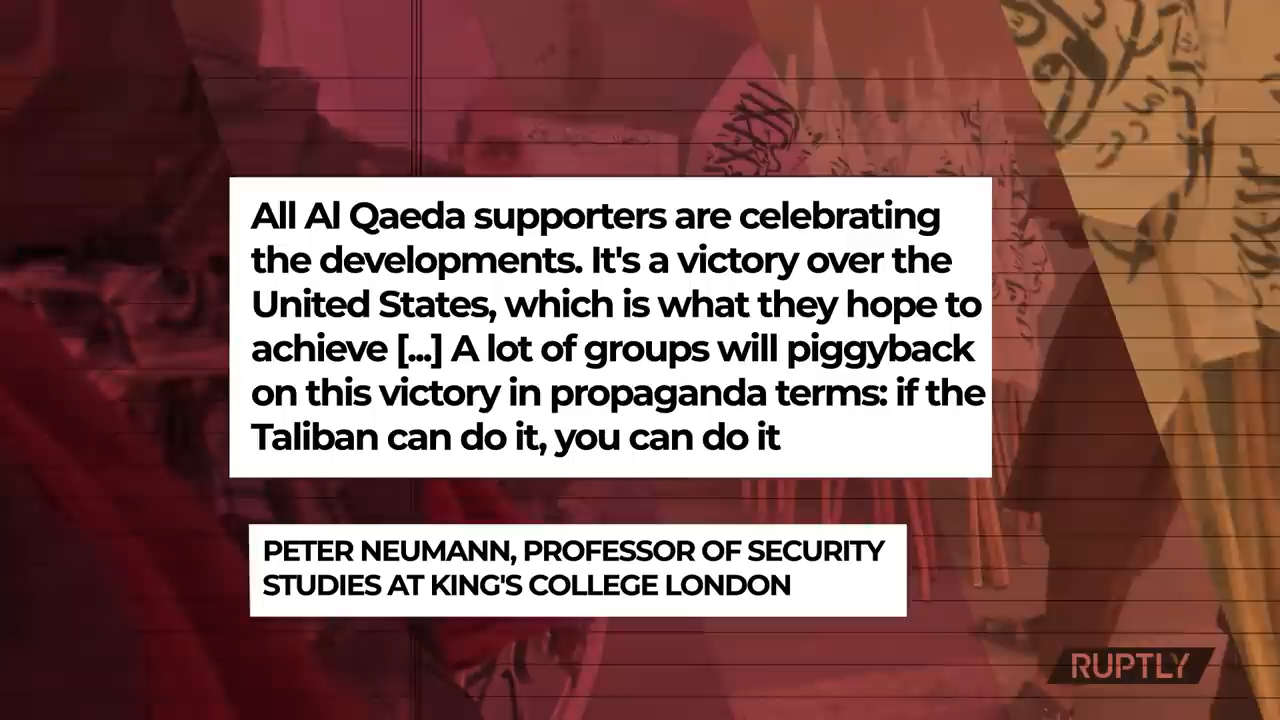 All Al Qaeda supporters are celebrating
the developments. It's a victory over the
United States, which is what they hope to
achieve [...] A lot of groups will piggyback
on this victory in propaganda terms: if the
Taliban can do it, you can do it
PETER NEUMANN, PROFESSOR OF SECURITY
STUDIES AT KING'S COLLEGE LONDON
RUPTLY